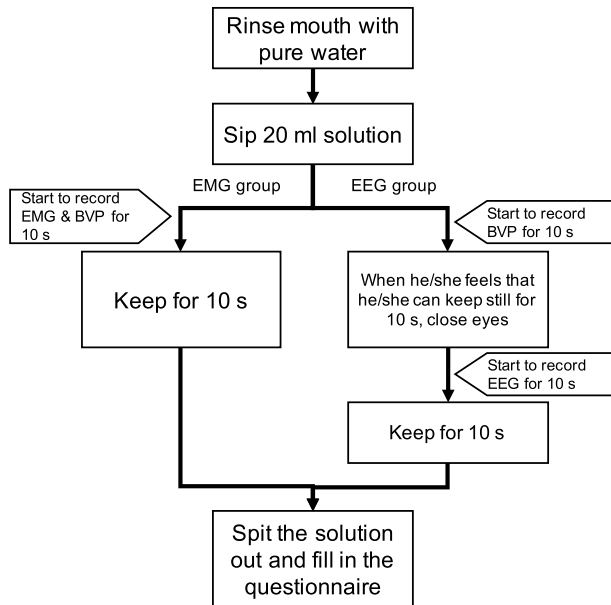 Rinse mouth with
pure water
Sip 20 ml solution
EMG group
EEG group
Start to record
EMG & BVP for
10 s
Start to record
BVP for 10 s
Keep for 10 s
When he/she feels that
he/she can keep still for
10 s, close eyes
Start to record
EEG for 10 s
Keep for 10 s
Spit the solution
out and fill in the
questionnaire